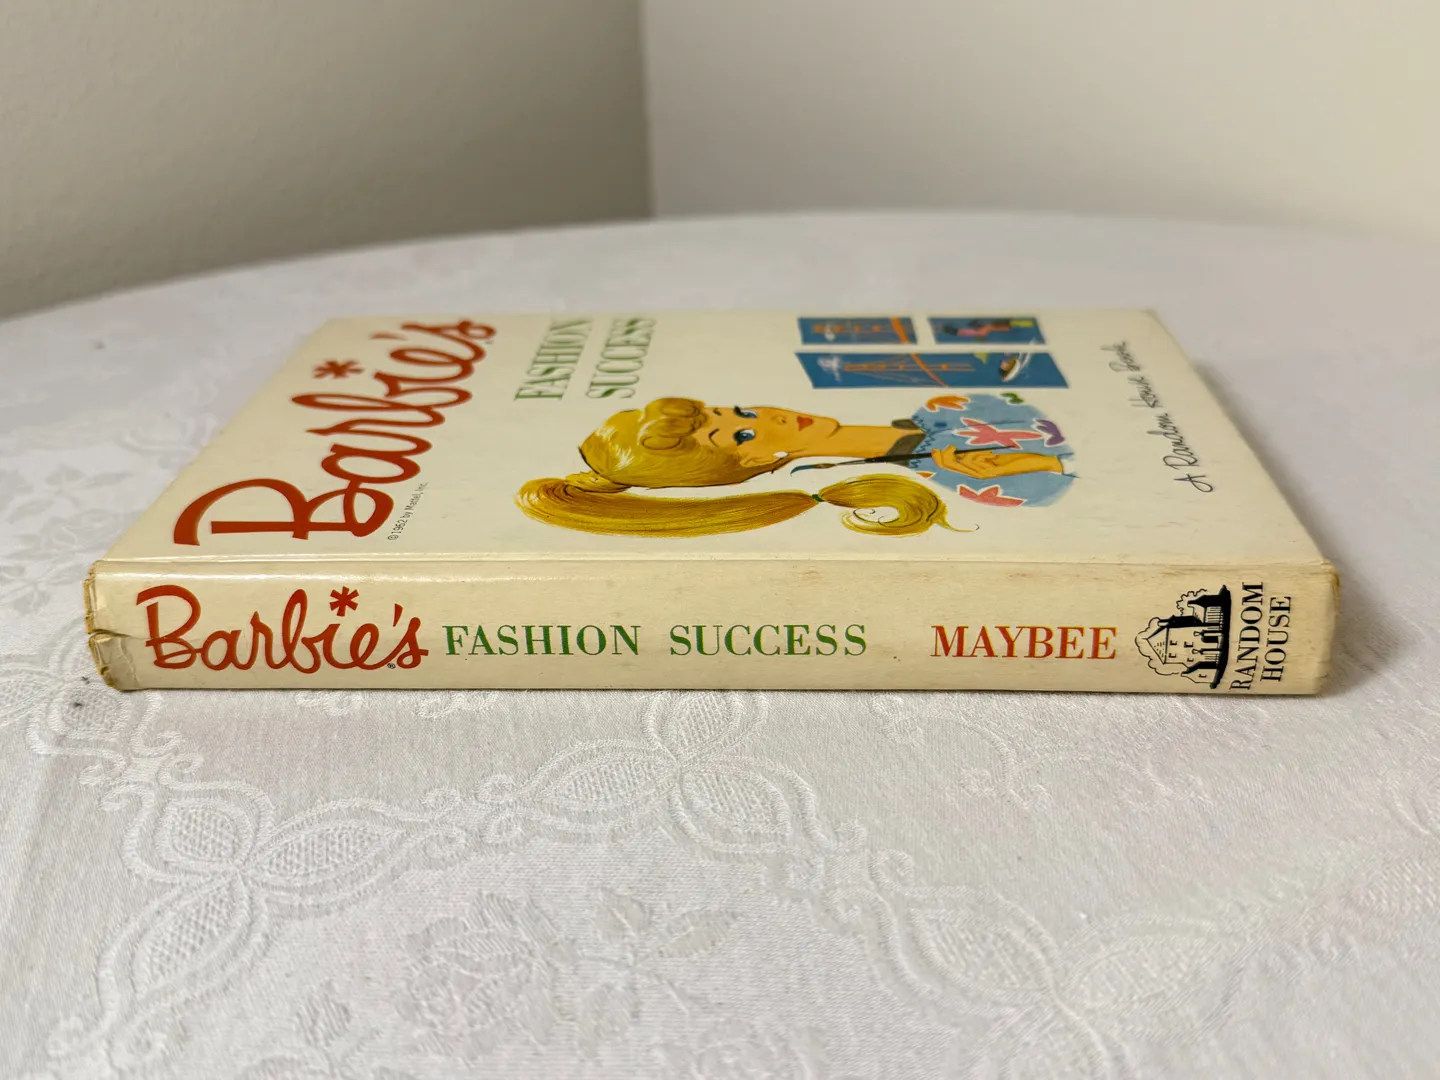 Barbie's
FASHION
SUCCESS
© 1962 by Mattel, Inc.
A Random House Book
Barbie's® FASHION SUCCESS MAYBEE
RANDOM
HOUSE